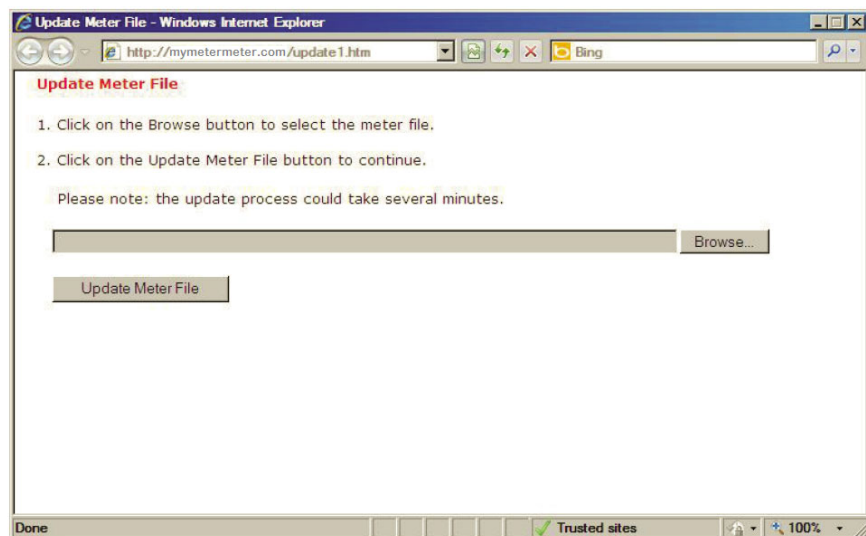 Update Meter File - Windows Internet Explorer
http://mymetermeter.com/update1.htm
Bing
Update Meter File
1. Click on the Browse button to select the meter file.
2. Click on the Update Meter File button to continue.
Please note: the update process could take several minutes.
Browse...
Update Meter File
Done
Trusted sites
100%